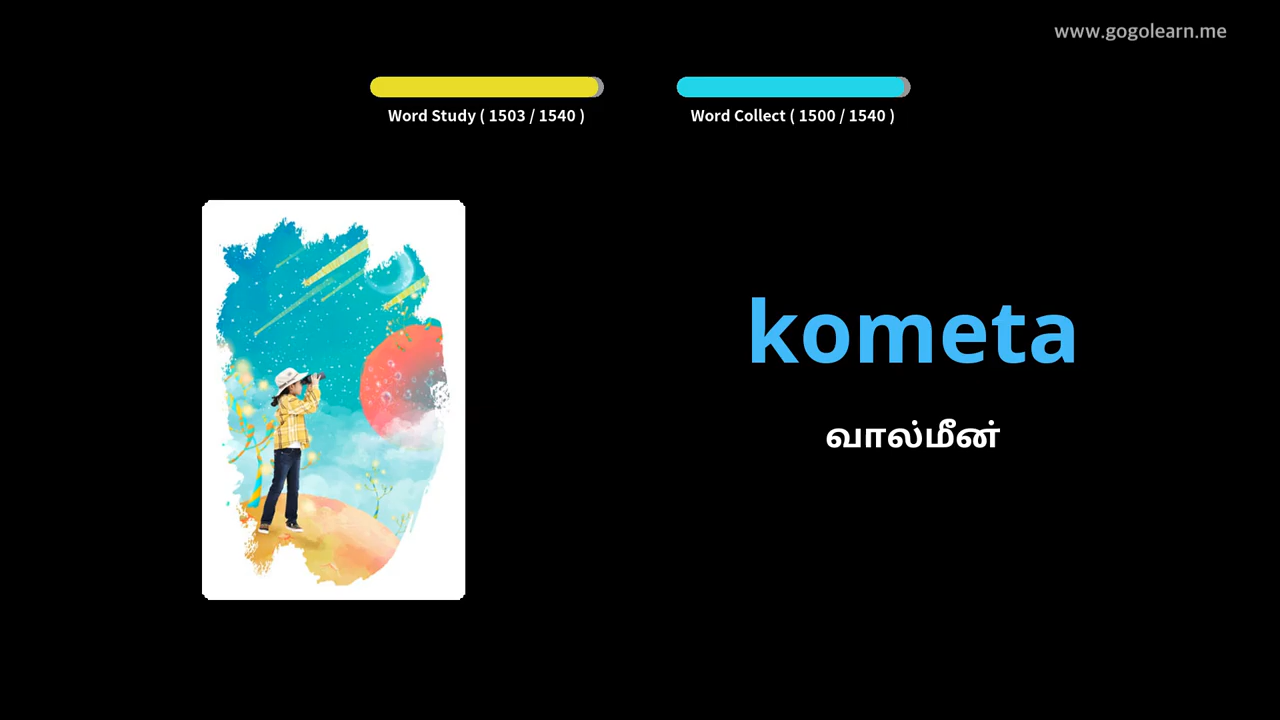 www.gogolearn.me
Word Study ( 1503 / 1540 )
Word Collect ( 1500 / 1540 )
kometa
வால்மீன்